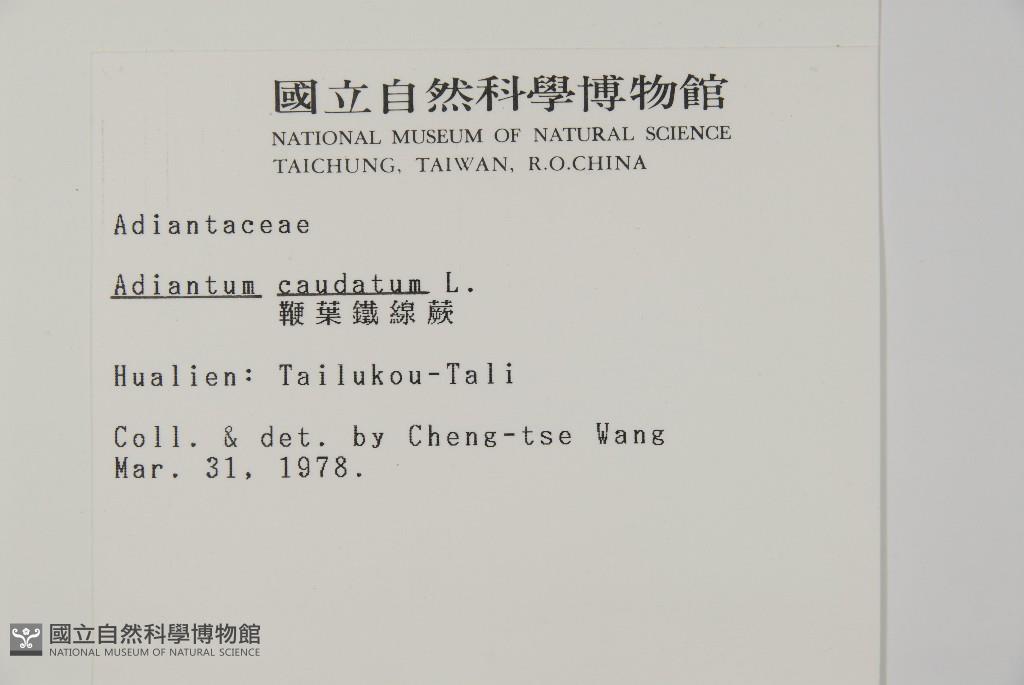 國立自然科學博物館
NATIONAL MUSEUM OF NATURAL SCIENCE
TAICHUNG, TAIWAN, R.O.CHINA
Adiantaceae
Adiantum caudatum L.
鞭葉鐵線蕨
Hualien: Tailukou-Tali
Coll. & det. by Cheng-tse Wang
Mar. 31, 1978.
國立自然科學博物館
NATIONAL MUSEUM OF NATURAL SCIENCE